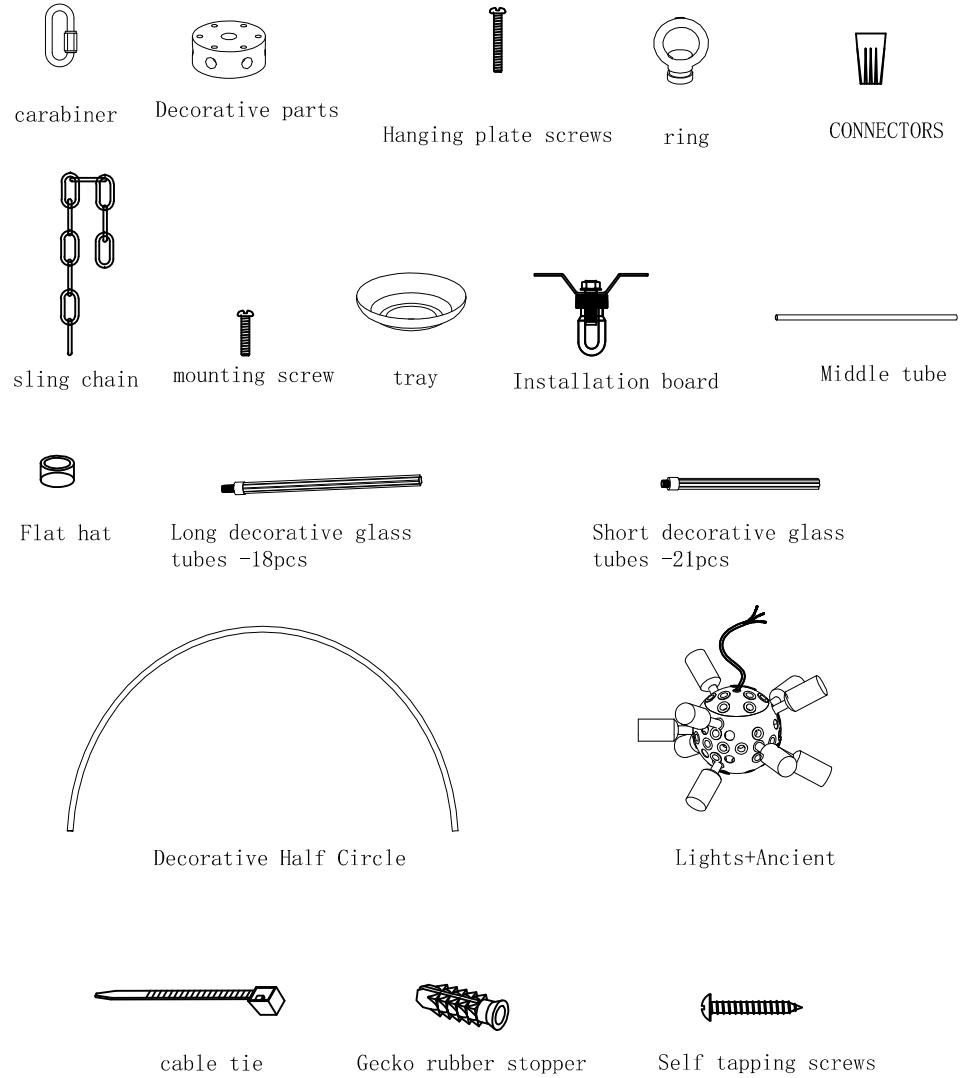 carabiner
Decorative parts
Hanging plate screws
ring
CONNECTORS
sling chain
mounting screw
tray
Installation board
Middle tube
Flat hat
Long decorative glass
tubes -18pcs
Short decorative glass
tubes -21pcs
Decorative Half Circle
Lights+Ancient
cable tie
Gecko rubber stopper
Self tapping screws